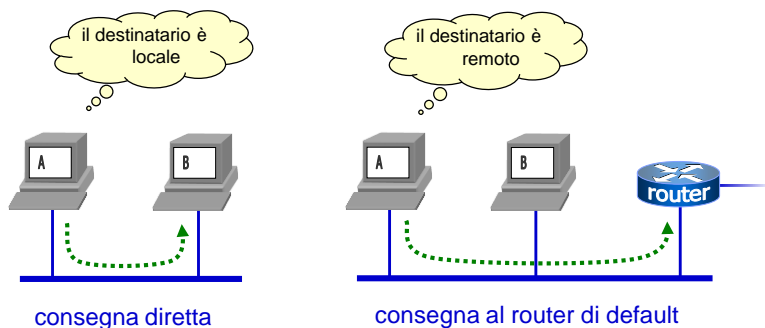 il destinatario è
locale
A
B
consegna diretta
il destinatario è
remoto
A
B
router
consegna al router di default